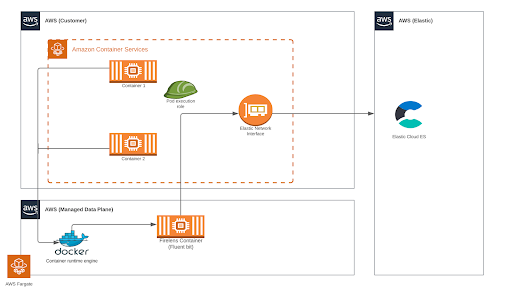 aws
AWS (Customer)
Amazon Container Services
Container 1
Pod execution
role
Elastic Network
Interface
Container 2
aws
AWS (Elastic)
Elastic Cloud ES
aws
AWS (Managed Data Plane)
docker
Container runtime engine
Firelens Container
(Fluent bit)
AWS Fargate